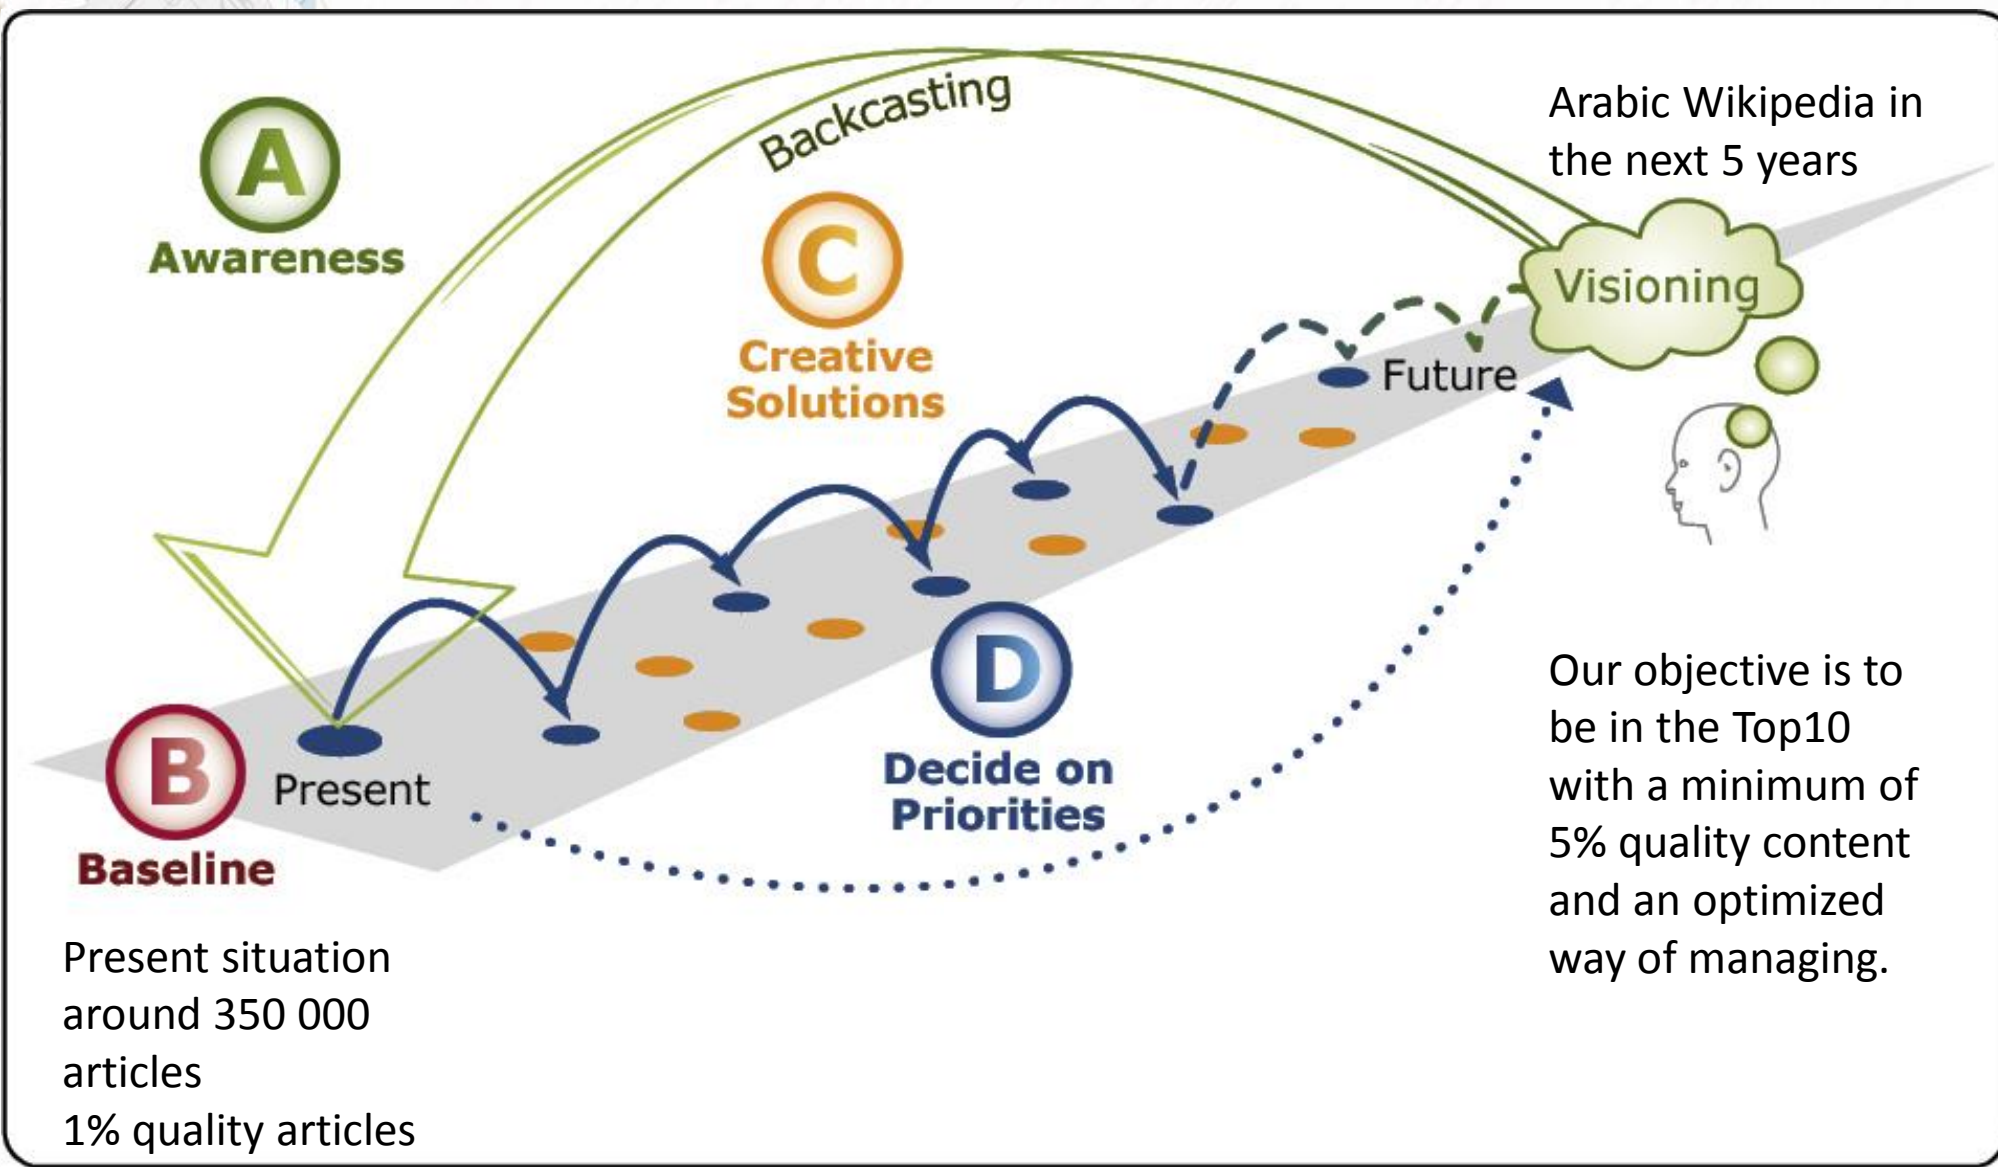 Backcasting
Arabic Wikipedia in
the next 5 years
A
Awareness
C
Creative
Solutions
Visioning
Future
D
Decide on
Priorities
B
Present
Baseline
Our objective is to
be in the Top10
with a minimum of
5% quality content
and an optimized
way of managing.
Present situation
around 350 000
articles
1% quality articles